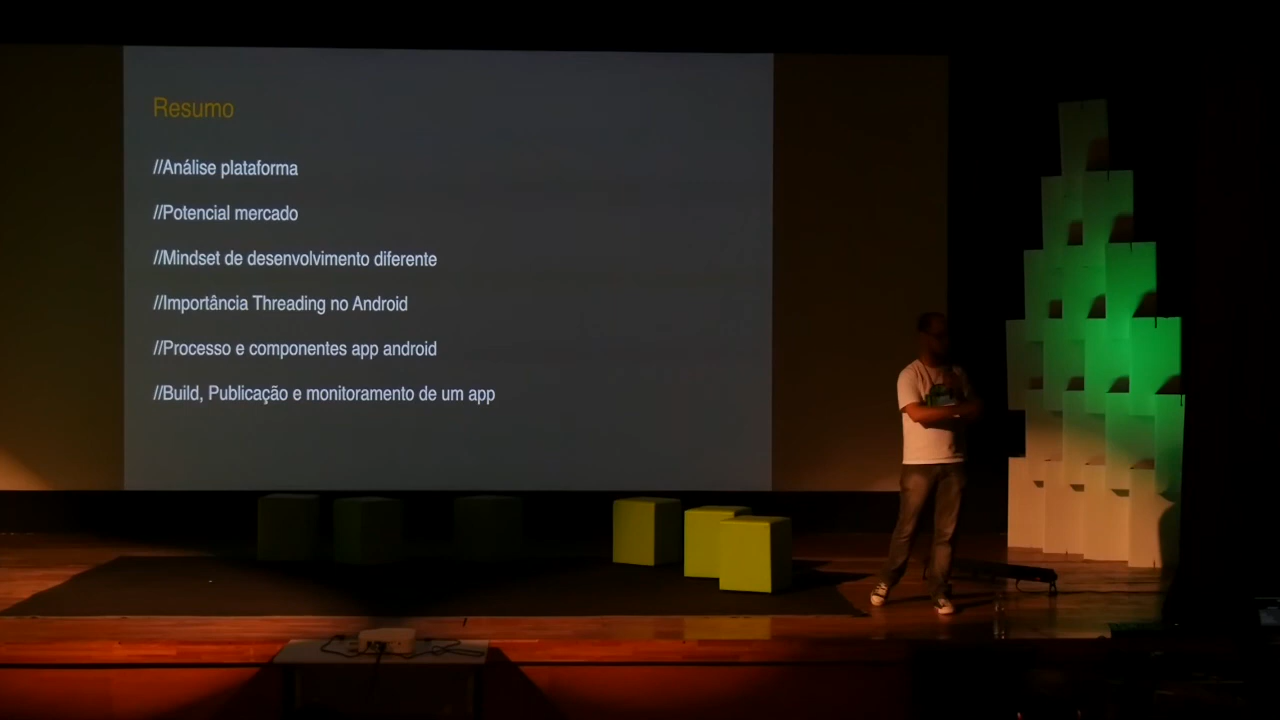 Resumo
//Análise plataforma
//Potencial mercado
//Mindset de desenvolvimento diferente
//Importância Threading no Android
//Processo e componentes app android
//Build, Publicação e monitoramento de um app